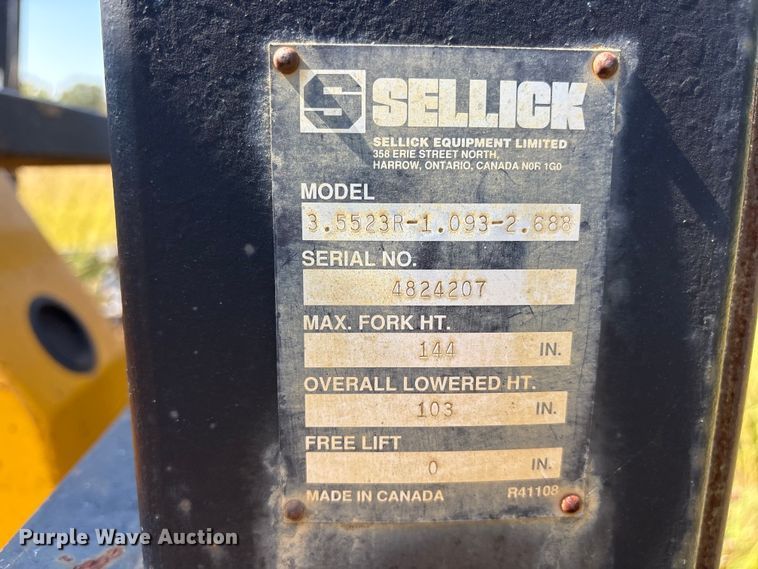 S SELLICK
SELLICK EQUIPMENT LIMITED
358 ERIE STREET NORTH,
HARROW, ONTARIO, CANADA N0R 1G0
MODEL
3.5523R-1.093-2.688
SERIAL NO.
4824207
MAX. FORK HT.
144 IN.
OVERALL LOWERED HT.
103 IN.
FREE LIFT
0 IN.
MADE IN CANADA R41108
Purple Wave Auction®